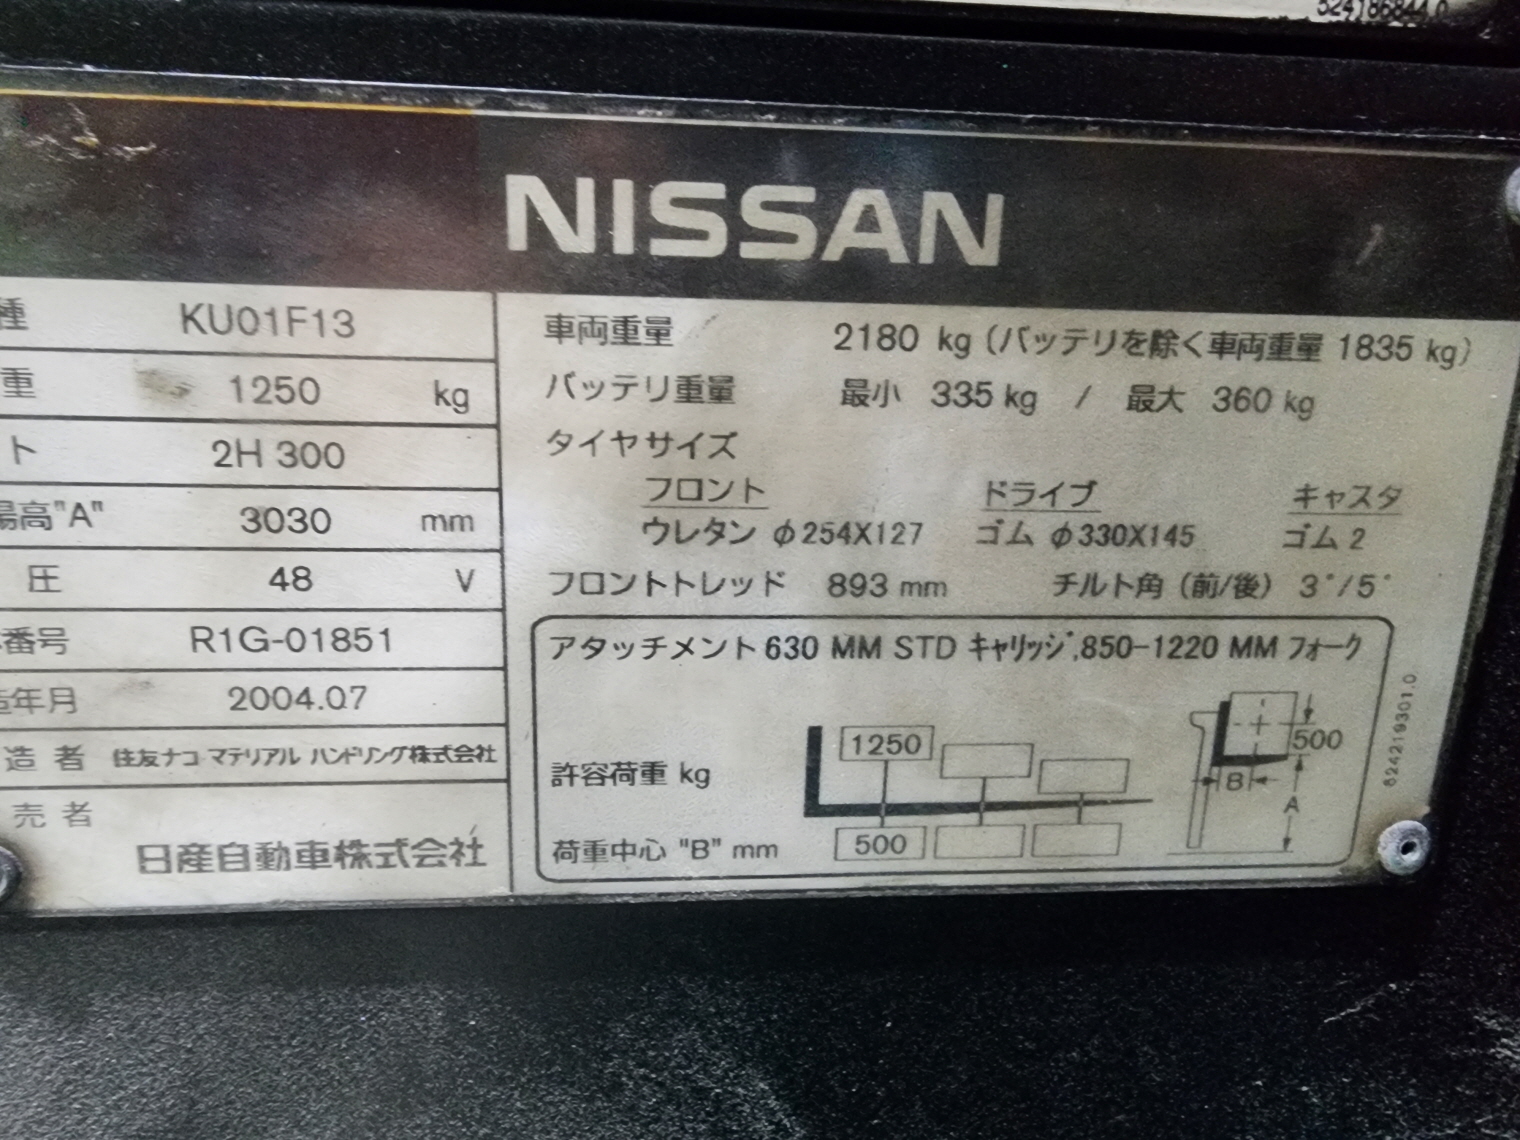 524186844.0
NISSAN
種 KU01F13
重 1250 kg
ト 2H 300
揚高"A" 3030 mm
圧 48 V
番号 R1G-01851
造年月 2004.07
造者 住友ナコ マテリアル ハンドリング株式会社
売者
日産自動車株式会社
車両重量 2180 kg (バッテリを除く車両重量 1835 kg)
バッテリ重量 最小 335 kg / 最大 360 kg
タイヤサイズ
フロント ドライブ キャスタ
ウレタン φ254X127 ゴム φ330X145 ゴム 2
フロントトレッド 893 mm チルト角 (前/後) 3°/5°
アタッチメント 630 MM STD キャリッジ,850-1220 MM フォーク
許容荷重 kg 1250
荷重中心 "B" mm 500
500
B
A
524219301.0